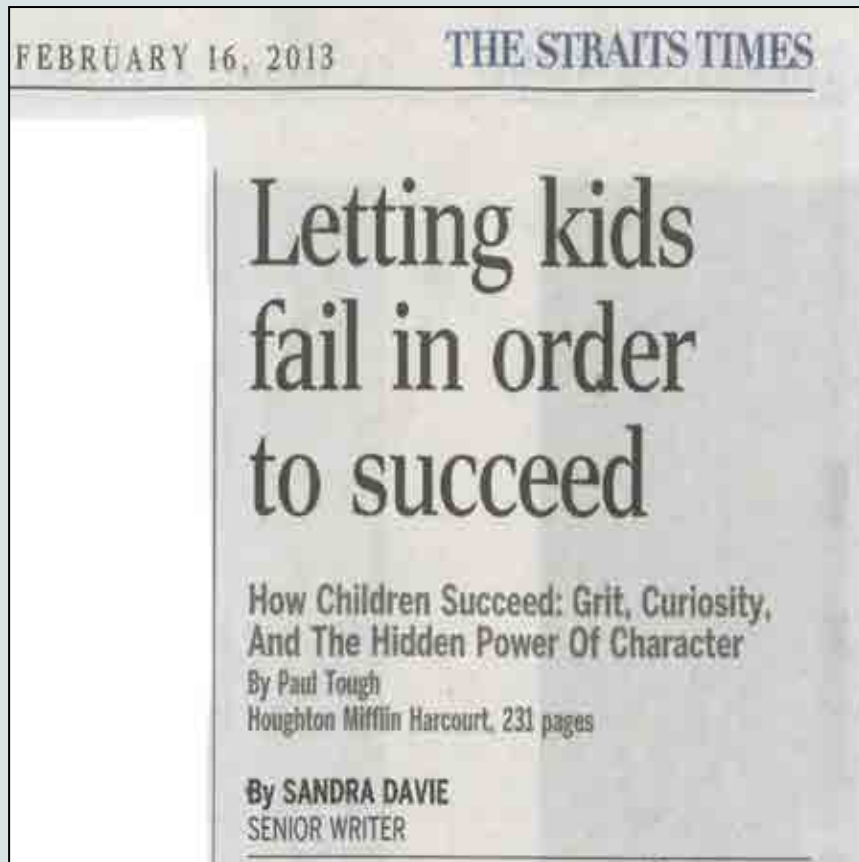 FEBRUARY 16, 2013 THE STRAITS TIMES
Letting kids
fail in order
to succeed
How Children Succeed: Grit, Curiosity,
And The Hidden Power Of Character
By Paul Tough
Houghton Mifflin Harcourt, 231 pages
By SANDRA DAVIE
SENIOR WRITER